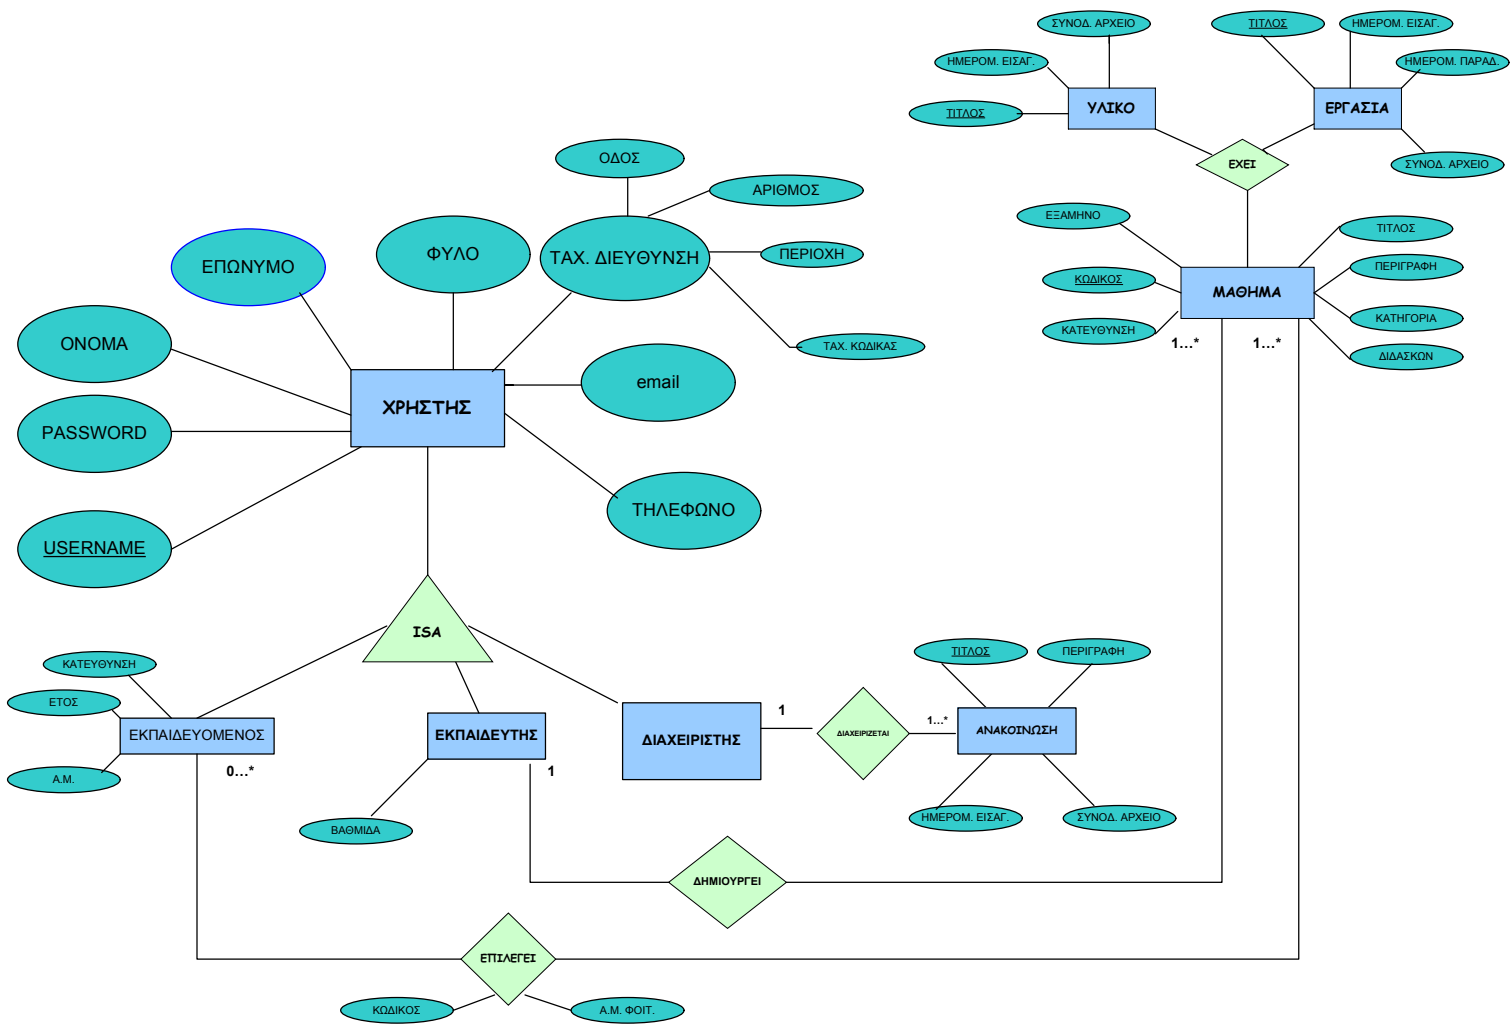 ΣΥΝΟΔ. ΑΡΧΕΙΟ
ΤΙΤΛΟΣ
ΗΜΕΡΟΜ. ΕΙΣΑΓ.
ΗΜΕΡΟΜ. ΕΙΣΑΓ.
ΗΜΕΡΟΜ. ΠΑΡΑΔ.
ΥΛΙΚΟ
ΕΡΓΑΣΙΑ
ΤΙΤΛΟΣ
ΟΔΟΣ
ΕΧΕΙ
ΣΥΝΟΔ. ΑΡΧΕΙΟ
ΑΡΙΘΜΟΣ
ΕΞΑΜΗΝΟ
ΤΙΤΛΟΣ
ΕΠΩΝΥΜΟ
ΦΥΛΟ
ΤΑΧ. ΔΙΕΥΘΥΝΣΗ
ΠΕΡΙΟΧΗ
ΠΕΡΙΓΡΑΦΗ
ΚΩΔΙΚΟΣ
ΜΑΘΗΜΑ
ΚΑΤΗΓΟΡΙΑ
ΚΑΤΕΥΘΥΝΣΗ
ΟΝΟΜΑ
ΤΑΧ. ΚΩΔΙΚΑΣ
1...*
1...*
ΔΙΔΑΣΚΩΝ
email
ΧΡΗΣΤΗΣ
PASSWORD
ΤΗΛΕΦΩΝΟ
USERNAME
ISA
ΤΙΤΛΟΣ
ΠΕΡΙΓΡΑΦΗ
ΚΑΤΕΥΘΥΝΣΗ
ΕΤΟΣ
1
1...*
ΕΚΠΑΙΔΕΥΟΜΕΝΟΣ
ΕΚΠΑΙΔΕΥΤΗΣ
ΔΙΑΧΕΙΡΙΣΤΗΣ
ΔΙΑΧΕΙΡΙΖΕΤΑΙ
ΑΝΑΚΟΙΝΩΣΗ
Α.Μ.
0...*
1
ΗΜΕΡΟΜ. ΕΙΣΑΓ.
ΣΥΝΟΔ. ΑΡΧΕΙΟ
ΒΑΘΜΙΔΑ
ΔΗΜΙΟΥΡΓΕΙ
ΕΠΙΛΕΓΕΙ
ΚΩΔΙΚΟΣ
Α.Μ. ΦΟΙΤ.